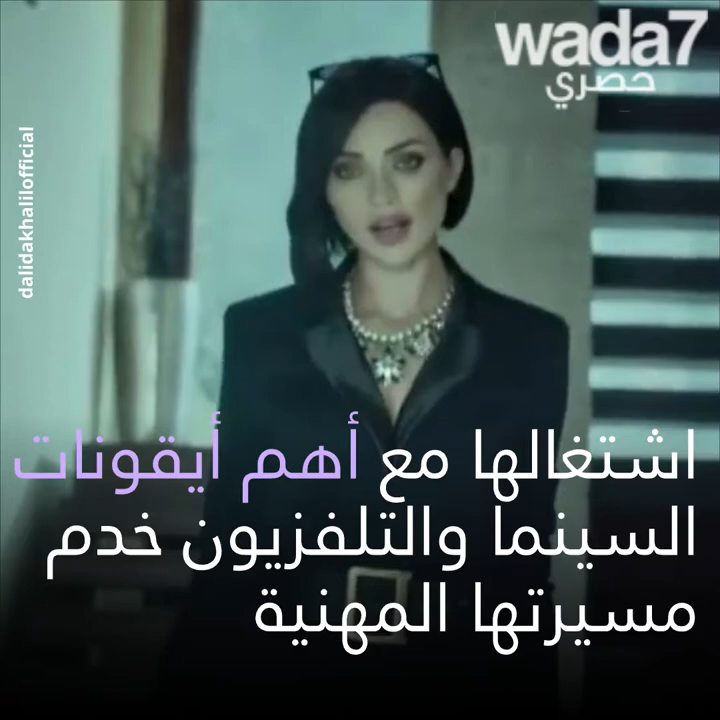 wada7
حصري
dalidakhalilofficial
اشتغالها مع أهم أيقونات
السينما والتلفزيون خدم
مسيرتها المهنية